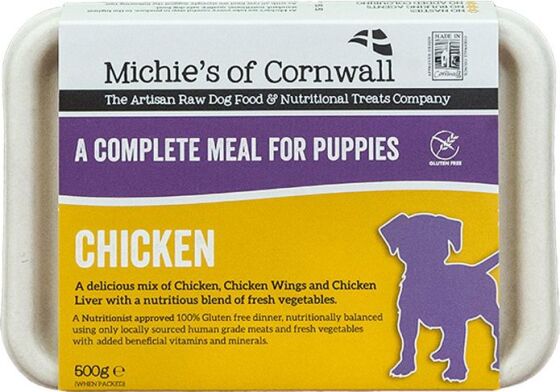 Michie's of Cornwall
The Artisan Raw Dog Food & Nutritional Treats Company
MADE IN
Cornwall
A COMPLETE MEAL FOR PUPPIES
GLUTEN FREE
CHICKEN
A delicious mix of Chicken, Chicken Wings and Chicken
Liver with a nutritious blend of fresh vegetables.
A Nutritionist approved 100% Gluten free dinner, nutritionally balanced
using only locally sourced human grade meats and fresh vegetables
with added beneficial vitamins and minerals.
500g e
(WHEN PACKED)